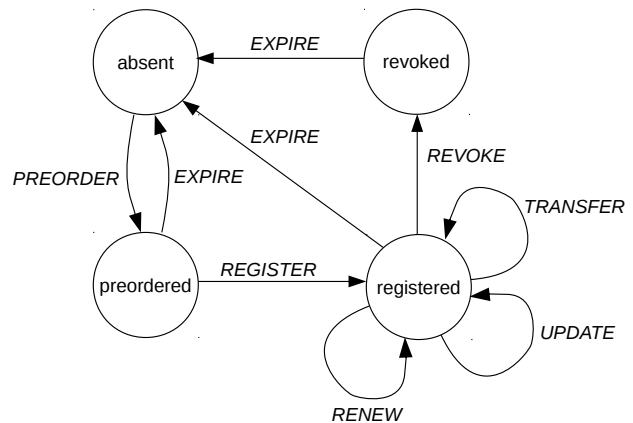 absent
EXPIRE
revoked
EXPIRE
REVOKE
PREORDER
EXPIRE
TRANSFER
preordered
REGISTER
registered
UPDATE
RENEW